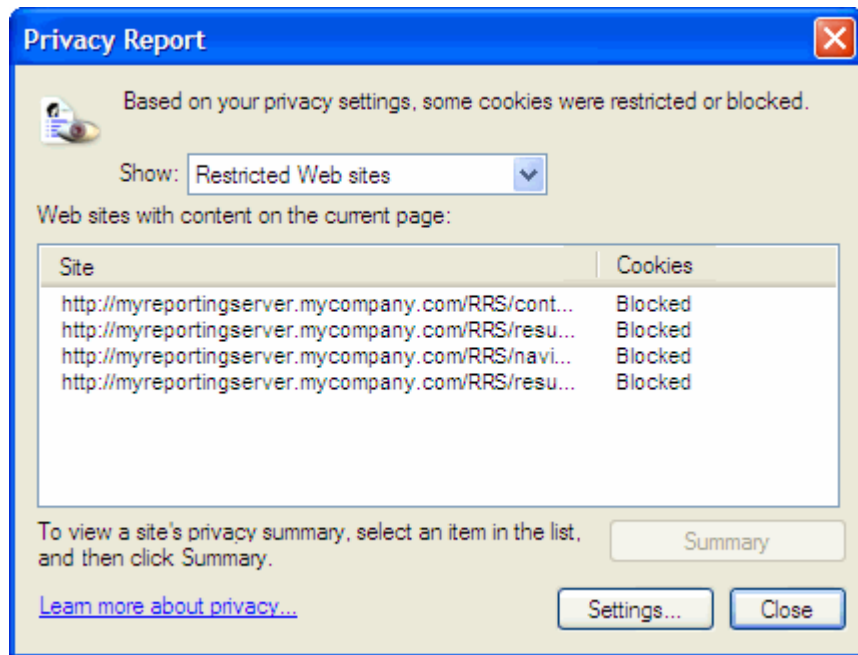 Privacy Report
Based on your privacy settings, some cookies were restricted or blocked.
Show: Restricted Web sites
Web sites with content on the current page:
Site Cookies
http://myreportingserver.mycompany.com/RRS/cont... Blocked
http://myreportingserver.mycompany.com/RRS/resu... Blocked
http://myreportingserver.mycompany.com/RRS/navi... Blocked
http://myreportingserver.mycompany.com/RRS/resu... Blocked
To view a site's privacy summary, select an item in the list,
and then click Summary.
Summary
Learn more about privacy...
Settings... Close